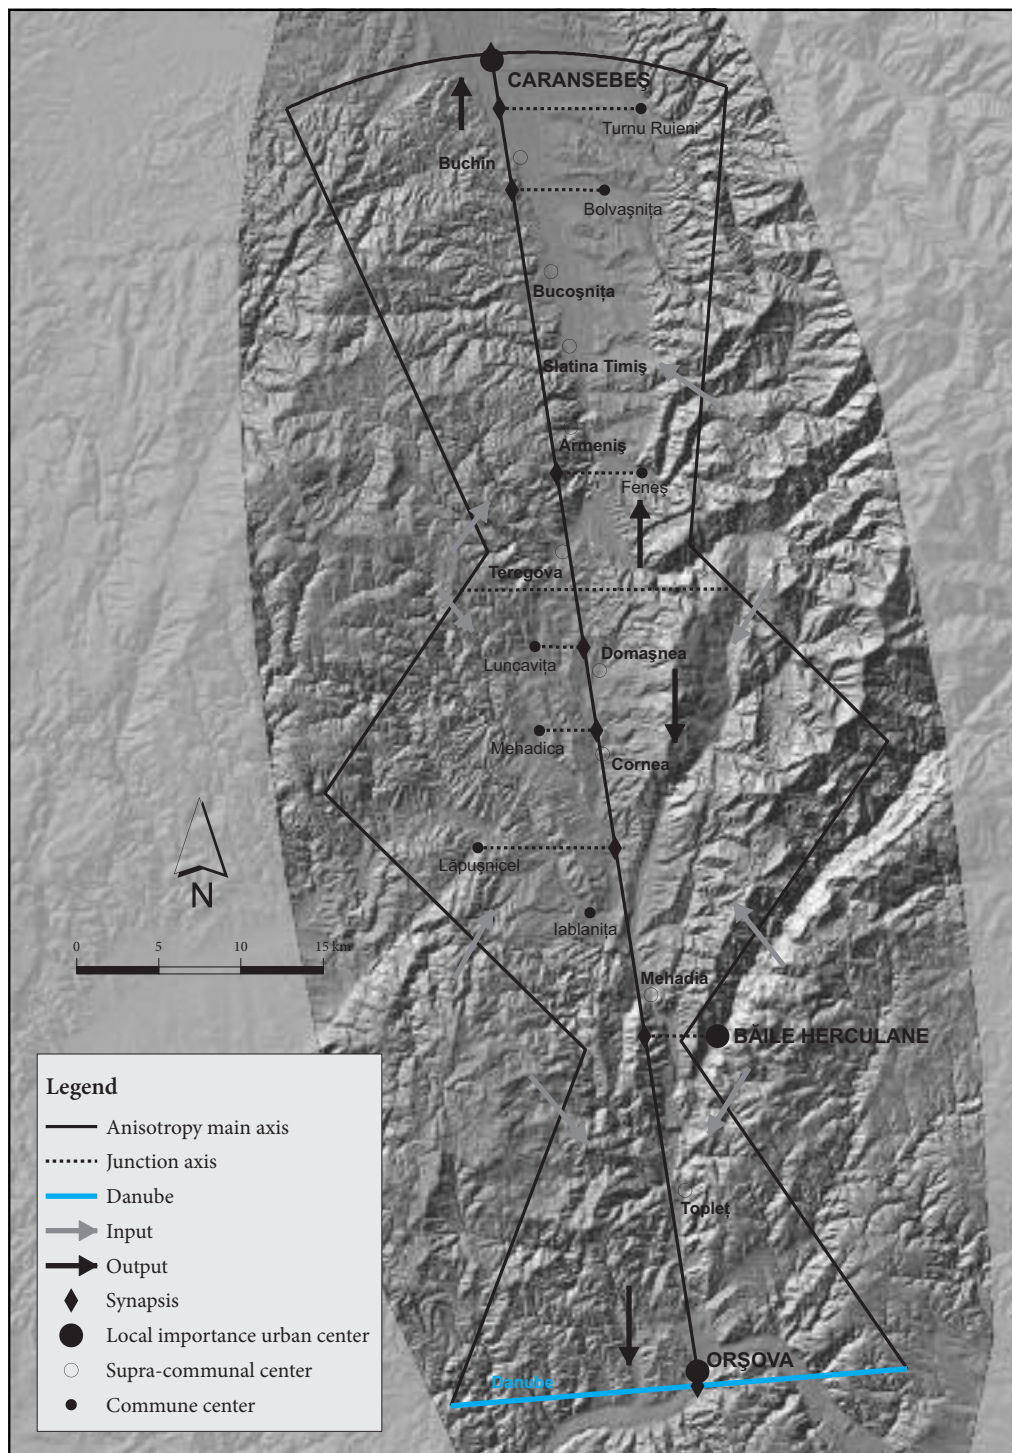 CARANSEBEŞ
Turnu Ruieni
Buchin
Bolvaşniţa
Bucoşniţa
Slatina Timiş
Armeniş
Feneş
Teregova
Domaşnea
Luncaviţa
Mehadica
Cornea
Lăpuşnicel
N
Iablaniţa
0 5 10 15 km
Mehadia
BĂILE HERCULANE
Legend
Anisotropy main axis
Junction axis
Danube
Input
Output
Synapsis
Local importance urban center
Supra-communal center
Commune center
Topleţ
ORŞOVA
Danube